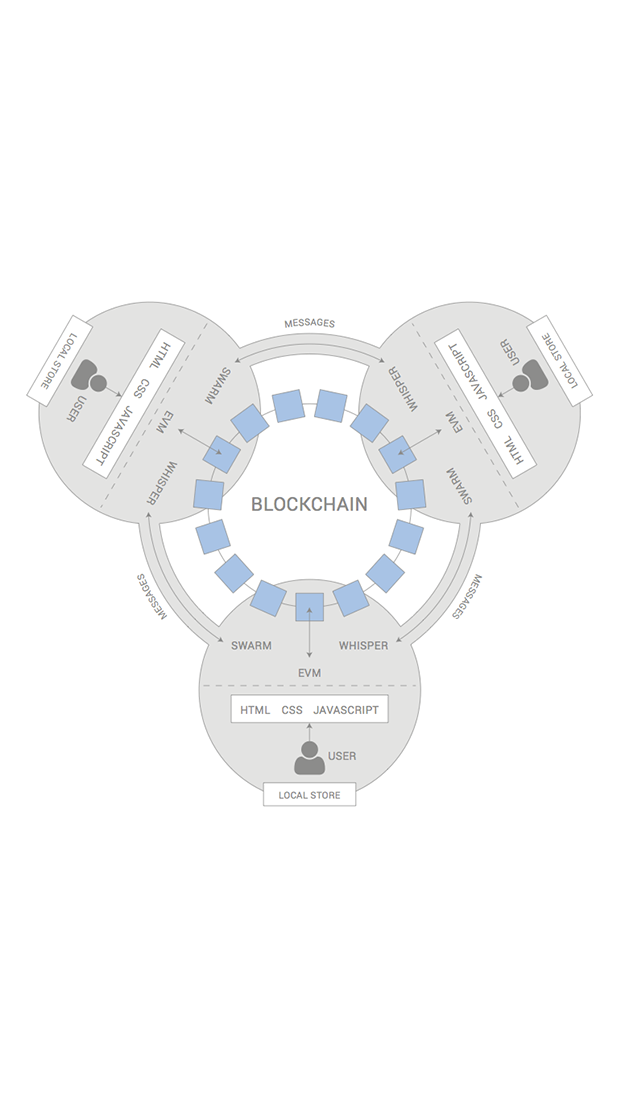 MESSAGES
LOCAL STORE
USER
HTML CSS JAVASCRIPT
SWARM
EVM
WHISPER
LOCAL STORE
USER
HTML CSS JAVASCRIPT
WHISPER
EVM
SWARM
BLOCKCHAIN
MESSAGES
MESSAGES
SWARM
WHISPER
EVM
HTML CSS JAVASCRIPT
USER
LOCAL STORE